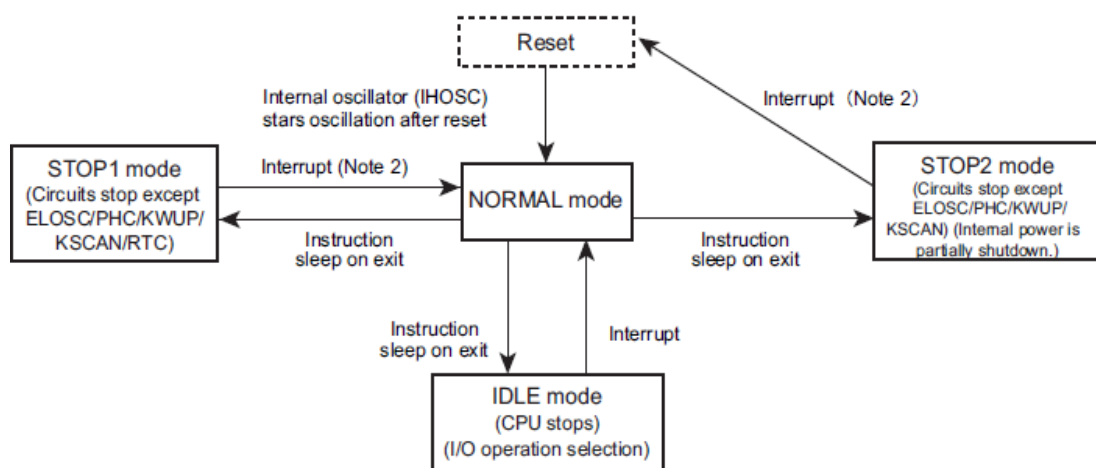 Reset
Internal oscillator (IHOSC)
stars oscillation after reset
Interrupt（Note 2）
STOP1 mode
(Circuits stop except
ELOSC/PHC/KWUP/
KSCAN/RTC)
Interrupt (Note 2)
NORMAL mode
STOP2 mode
(Circuits stop except
ELOSC/PHC/KWUP/
KSCAN) (Internal power is
partially shutdown.)
Instruction
sleep on exit
Instruction
sleep on exit
Instruction
sleep on exit
Interrupt
IDLE mode
(CPU stops)
(I/O operation selection)